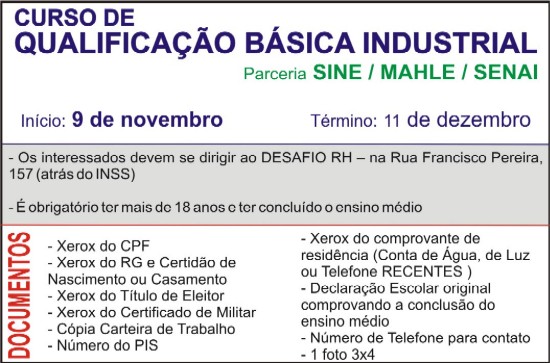 CURSO DE
QUALIFICAÇÃO BÁSICA INDUSTRIAL
Parceria SINE / MAHLE / SENAI
Início: 9 de novembro
Término: 11 de dezembro
- Os interessados devem se dirigir ao DESAFIO RH – na Rua Francisco Pereira,
157 (atrás do INSS)
- É obrigatório ter mais de 18 anos e ter concluído o ensino médio
DOCUMENTOS
- Xerox do CPF
- Xerox do RG e Certidão de
Nascimento ou Casamento
- Xerox do Título de Eleitor
- Xerox do Certificado de Militar
- Cópia Carteira de Trabalho
- Número do PIS
- Xerox do comprovante de
residência (Conta de Água, de Luz
ou Telefone RECENTES )
- Declaração Escolar original
comprovando a conclusão do
ensino médio
- Número de Telefone para contato
- 1 foto 3x4